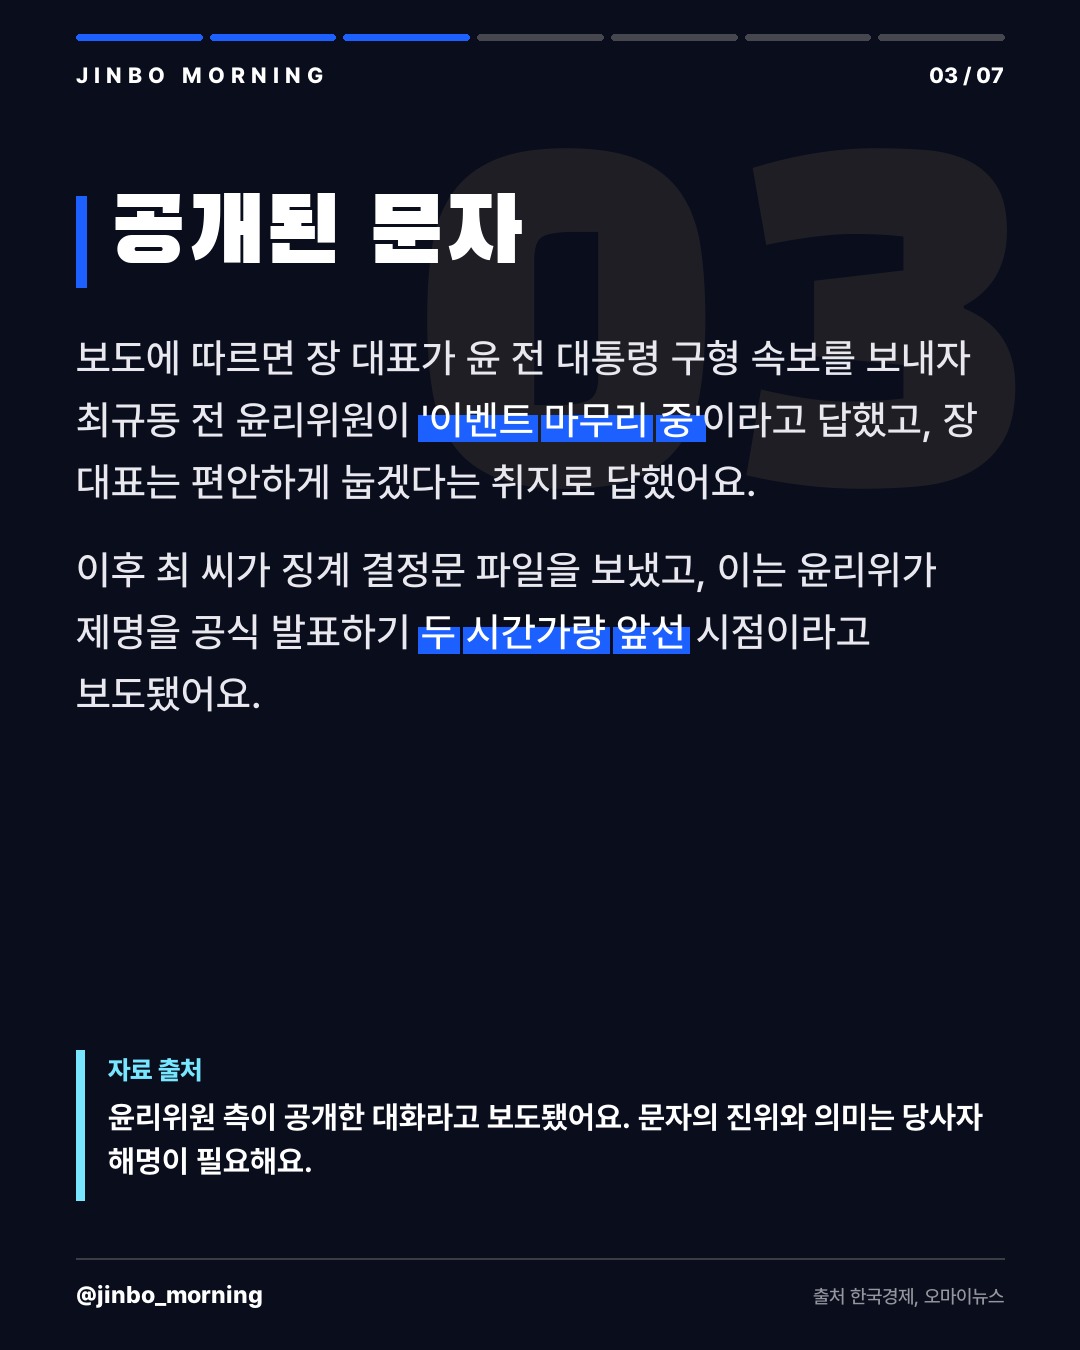 JINBO MORNING
03 / 07
03
공개된 문자
보도에 따르면 장 대표가 윤 전 대통령 구형 속보를 보내자
최규동 전 윤리위원이 '이벤트 마무리 중'이라고 답했고, 장
대표는 편안하게 눕겠다는 취지로 답했어요.
이후 최 씨가 징계 결정문 파일을 보냈고, 이는 윤리위가
제명을 공식 발표하기 두 시간가량 앞선 시점이라고
보도됐어요.
자료 출처
윤리위원 측이 공개한 대화라고 보도됐어요. 문자의 진위와 의미는 당사자
해명이 필요해요.
@jinbo_morning
출처 한국경제, 오마이뉴스